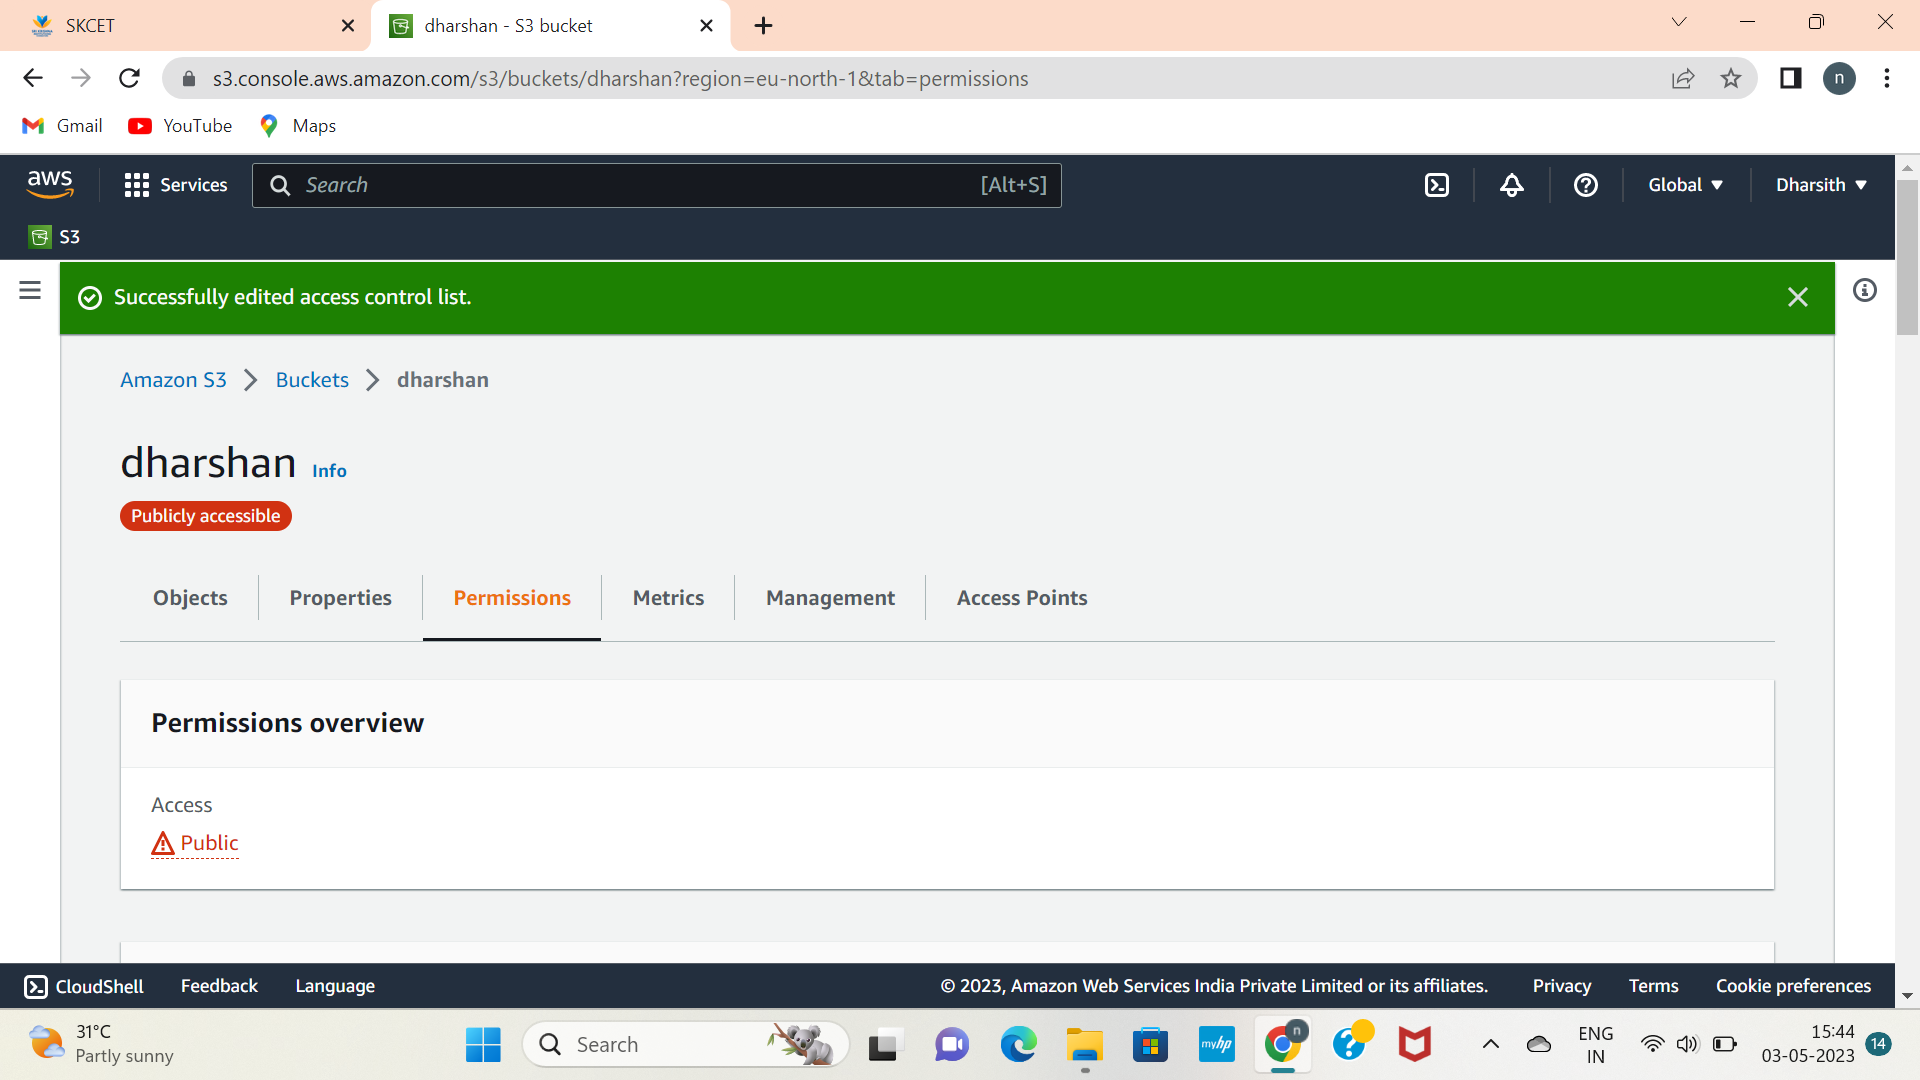 SKCET
dharshan - S3 bucket
s3.console.aws.amazon.com/s3/buckets/dharshan?region=eu-north-1&tab=permissions
n
Gmail
YouTube
Maps
aws
Services
Search
[Alt+S]
Global
Dharsith
S3
Successfully edited access control list.
Amazon S3
Buckets
dharshan
dharshan
Info
Publicly accessible
Objects
Properties
Permissions
Metrics
Management
Access Points
Permissions overview
Access
Public
CloudShell
Feedback
Language
© 2023, Amazon Web Services India Private Limited or its affiliates.
Privacy
Terms
Cookie preferences
31°C
Partly sunny
Search
myhp
n
ENG
IN
15:44
03-05-2023
14